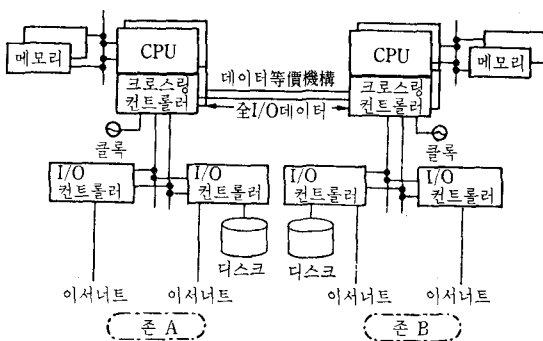 메모리
CPU
크로스링
컨트롤러
클록
데이터等價機構
全I/O데이터
CPU
크로스링
컨트롤러
클록
메모리
I/O
컨트롤러
I/O
컨트롤러
디스크
I/O
컨트롤러
I/O
컨트롤러
디스크
이서너트
이서너트
이서너트
이서너트
존 A
존 B